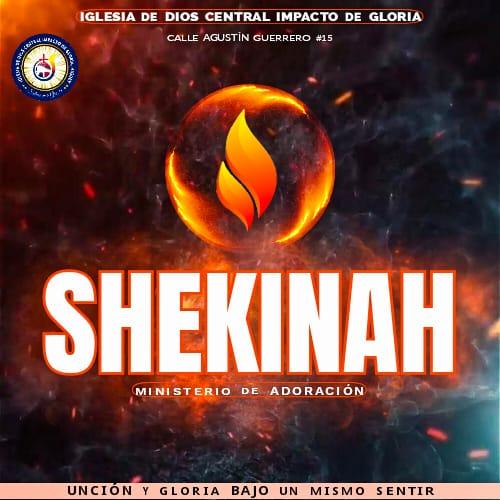 IGLESIA DE DIOS CENTRAL IMPACTO DE GLORIA
CALLE AGUSTÌN GUERRERO #15
SHEKINAH
MINISTERIO DE ADORACIÓN
UNCIÓN Y GLORIA BAJO UN MISMO SENTIR